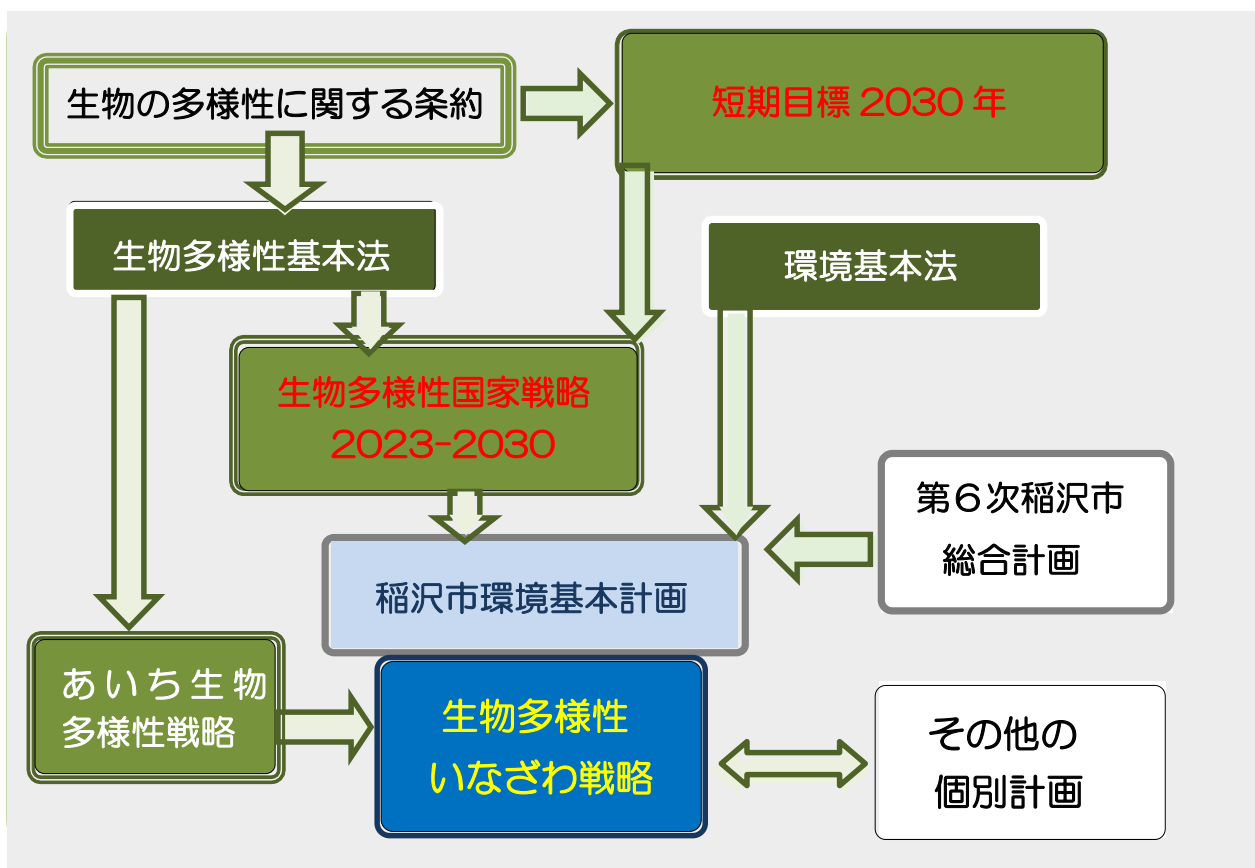 生物の多様性に関する条約
短期目標 2030 年
生物多様性基本法
環境基本法
生物多様性国家戦略
2023-2030
第6次稲沢市
総合計画
稲沢市環境基本計画
あいち生物
多様性戦略
生物多様性
いなざわ戦略
その他の
個別計画